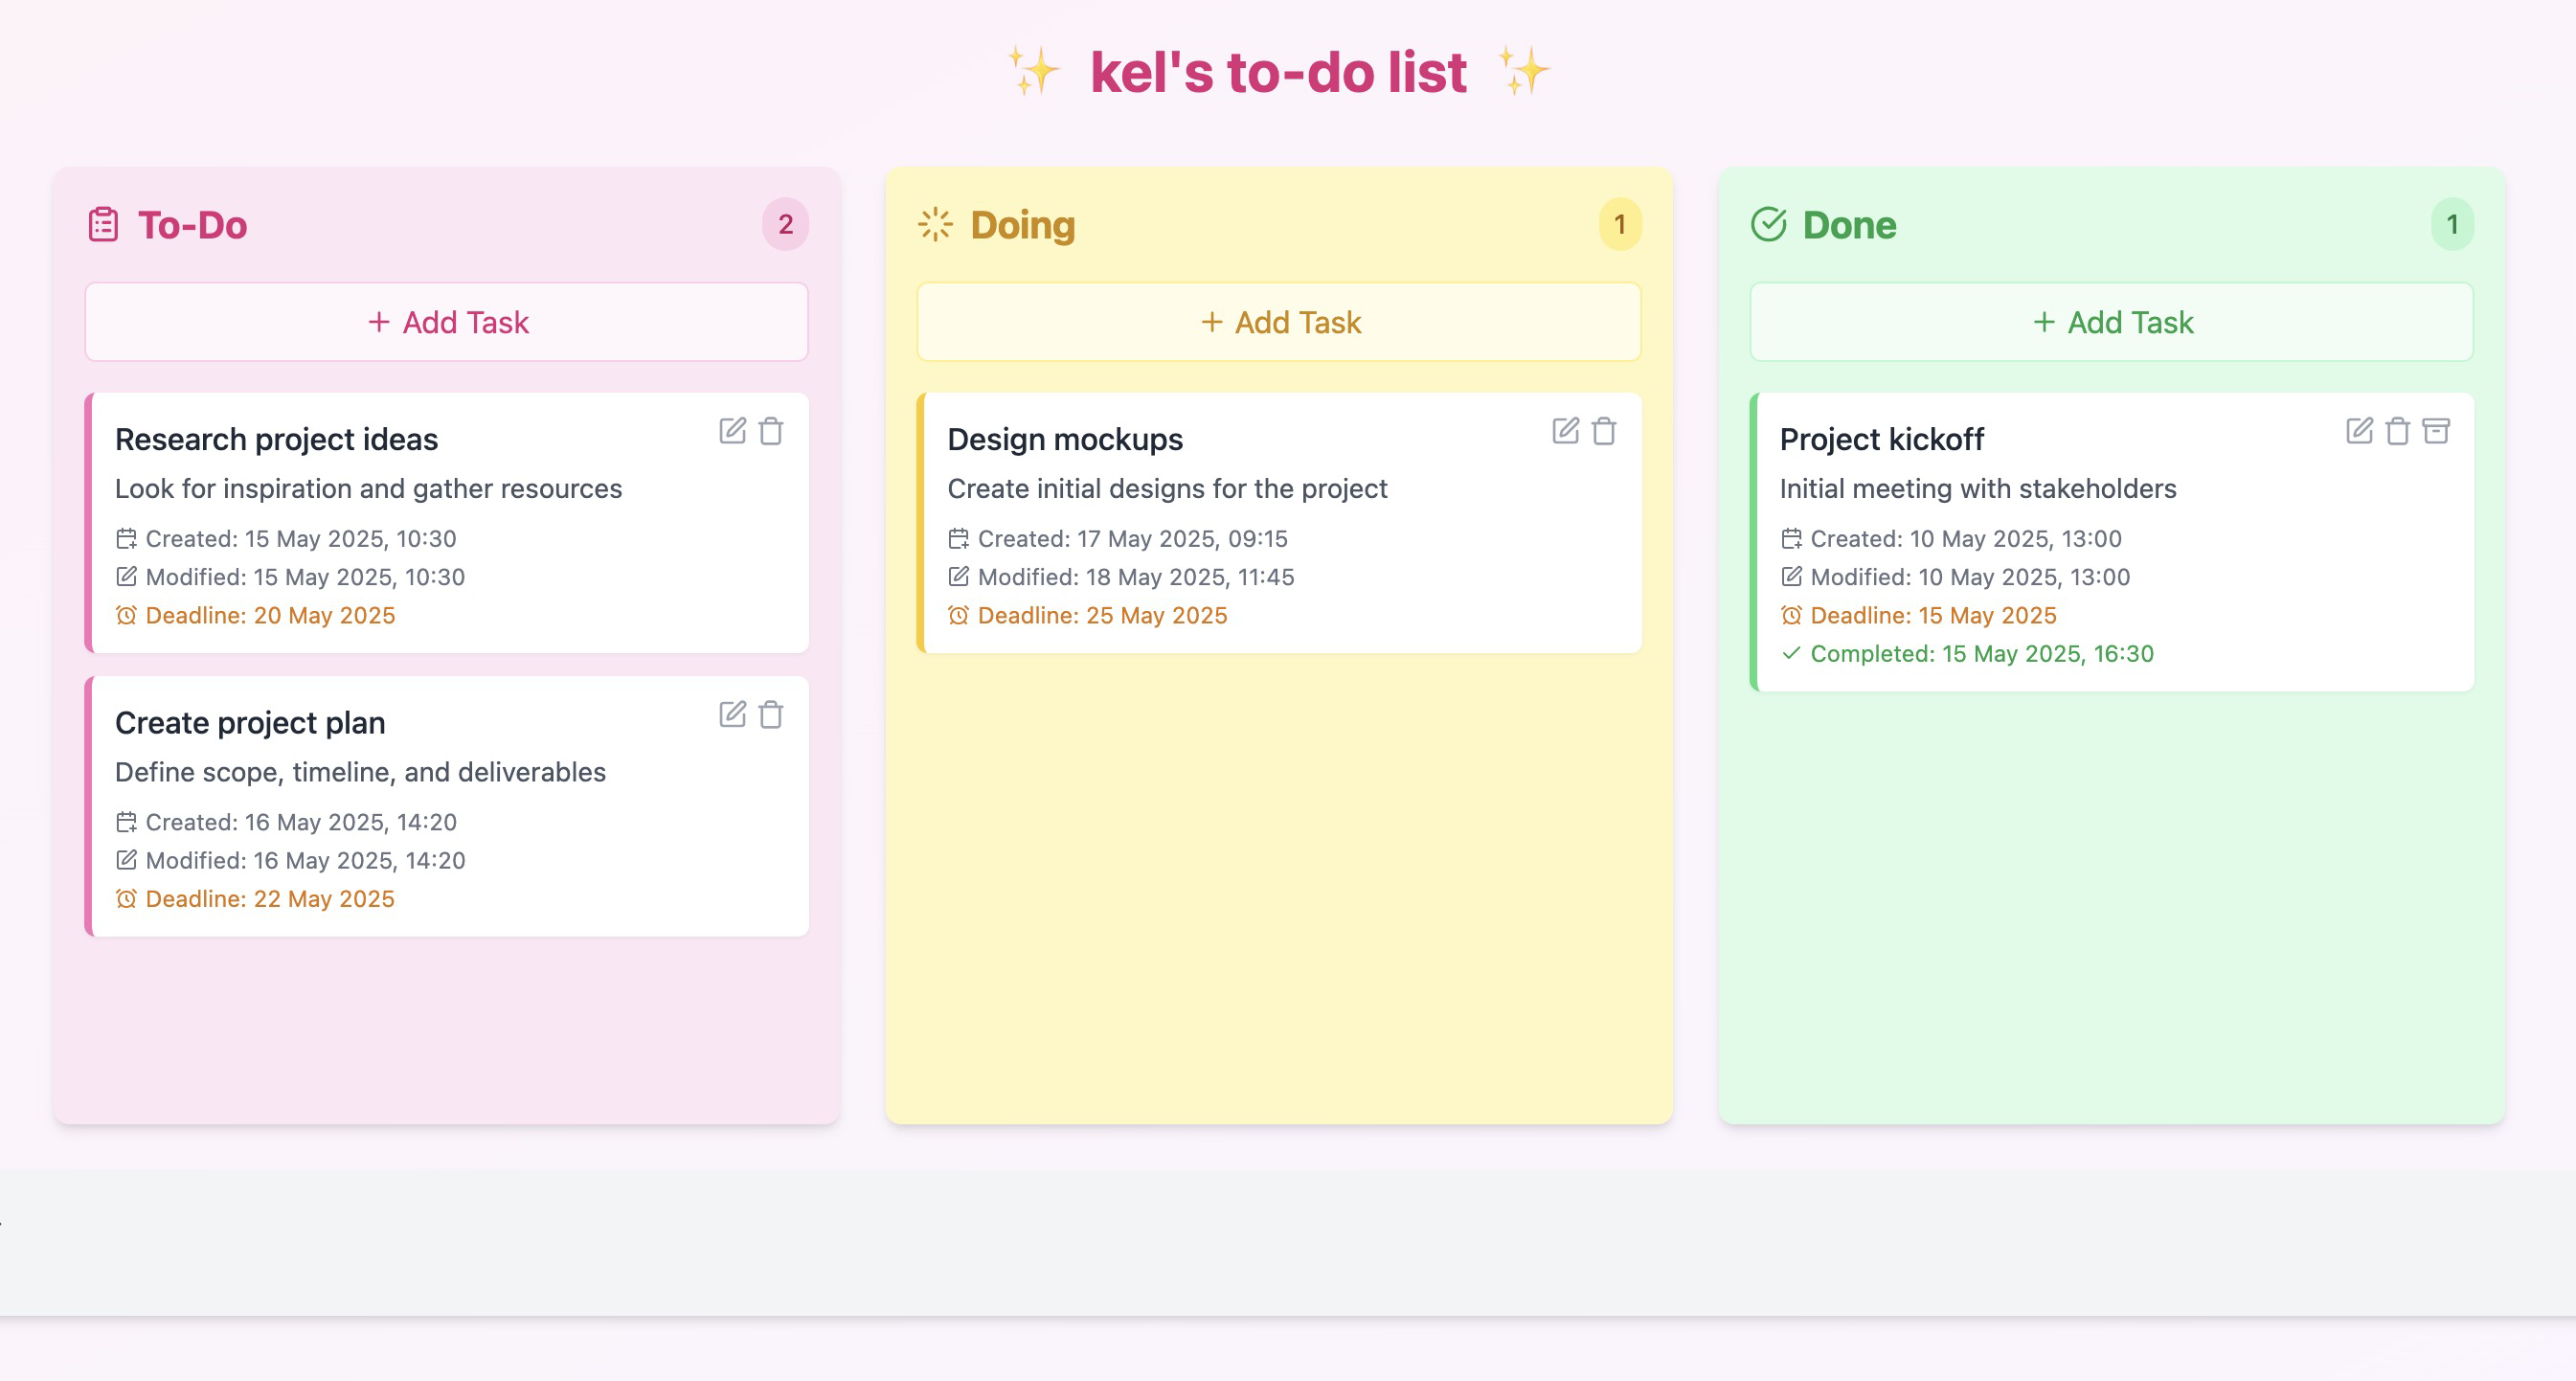 ✨ kel's to-do list ✨
To-Do
2
+ Add Task
Research project ideas
Look for inspiration and gather resources
Created: 15 May 2025, 10:30
Modified: 15 May 2025, 10:30
Deadline: 20 May 2025
Create project plan
Define scope, timeline, and deliverables
Created: 16 May 2025, 14:20
Modified: 16 May 2025, 14:20
Deadline: 22 May 2025
Doing
1
+ Add Task
Design mockups
Create initial designs for the project
Created: 17 May 2025, 09:15
Modified: 18 May 2025, 11:45
Deadline: 25 May 2025
Done
1
+ Add Task
Project kickoff
Initial meeting with stakeholders
Created: 10 May 2025, 13:00
Modified: 10 May 2025, 13:00
Deadline: 15 May 2025
Completed: 15 May 2025, 16:30